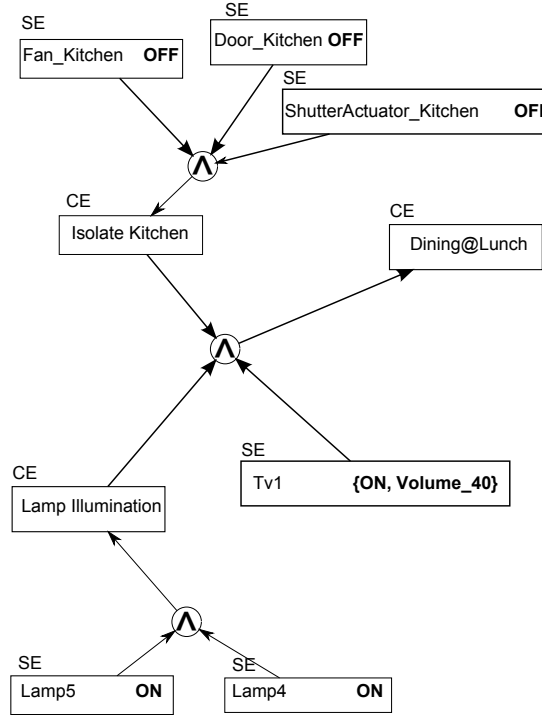 SE
Fan_Kitchen OFF
SE
Door_Kitchen OFF
SE
ShutterActuator_Kitchen OFF
Λ
CE
Isolate Kitchen
CE
Dining@Lunch
Λ
SE
Tv1 {ON, Volume_40}
CE
Lamp Illumination
Λ
SE
Lamp5 ON
SE
Lamp4 ON